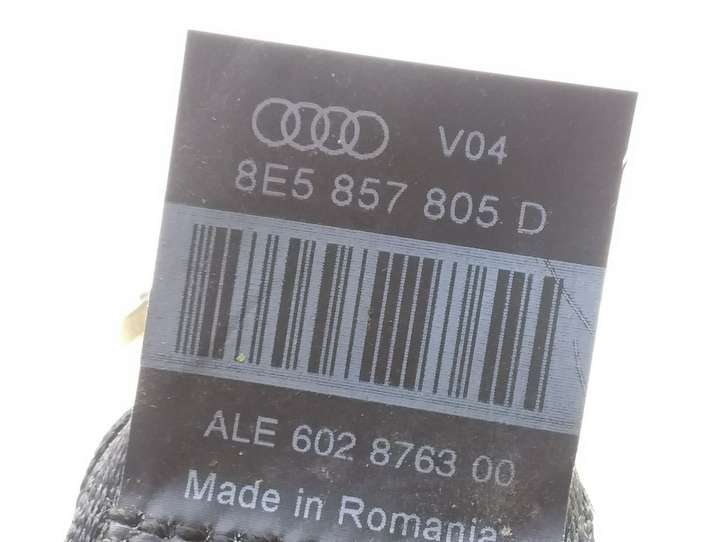 V04
8E5 857 805 D
ALE 602 8763 00
Made in Romania